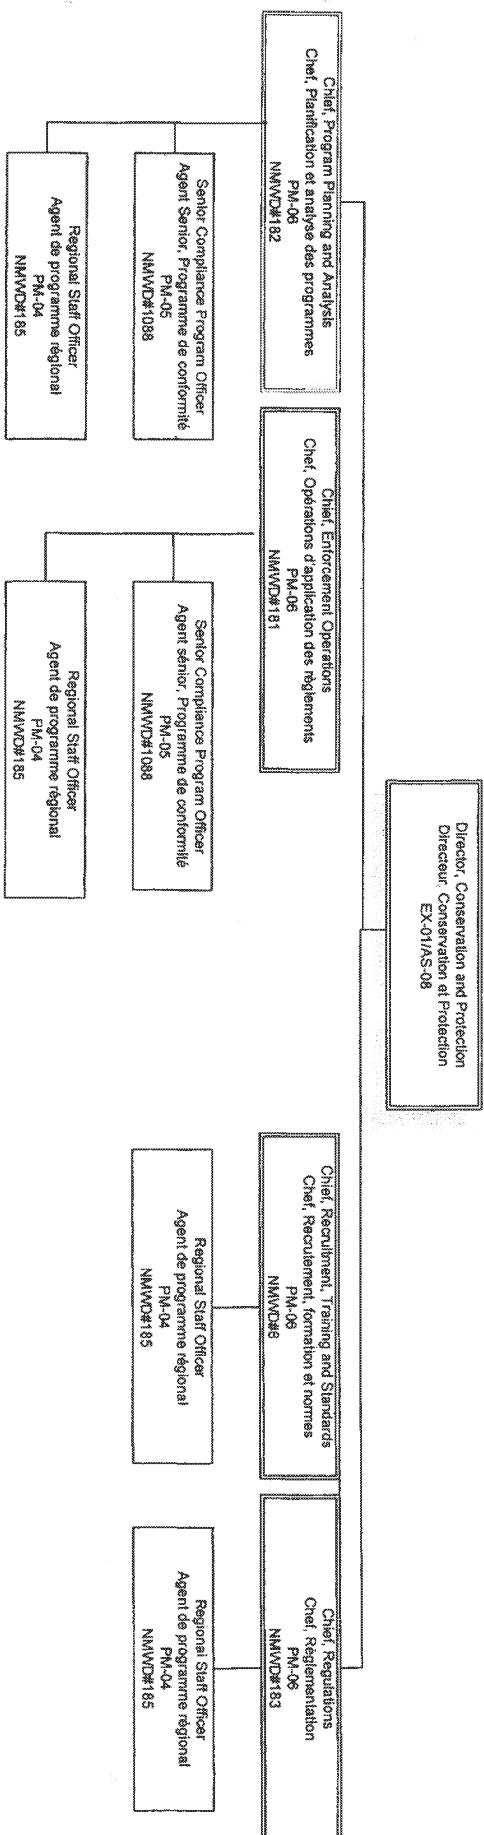 Director, Conservation and Protection
Directeur, Conservation et Protection
EX-01/AS-08
Chief, Program Planning and Analysis
Chef, Planification et analyse des programmes
PM-06
NMWD#182
Chief, Enforcement Operations
Chef, Opérations d'application des règlements
PM-06
NMWD#181
Chief, Recruitment, Training and Standards
Chef, Recrutement, formation et normes
PM-06
NMWD#6
Chief, Regulations
Chef, Règlementation
PM-06
NMWD#183
Senior Compliance Program Officer
Agent Senior, Programme de conformité
PM-05
NMWD#1088
Senior Compliance Program Officer
Agent sénior, Programme de conformité
PM-05
NMWD#1088
Regional Staff Officer
Agent de programme régional
PM-04
NMWD#185
Regional Staff Officer
Agent de programme régional
PM-04
NMWD#185
Regional Staff Officer
Agent de programme régional
PM-04
NMWD#185
Regional Staff Officer
Agent de programme régional
PM-04
NMWD#185